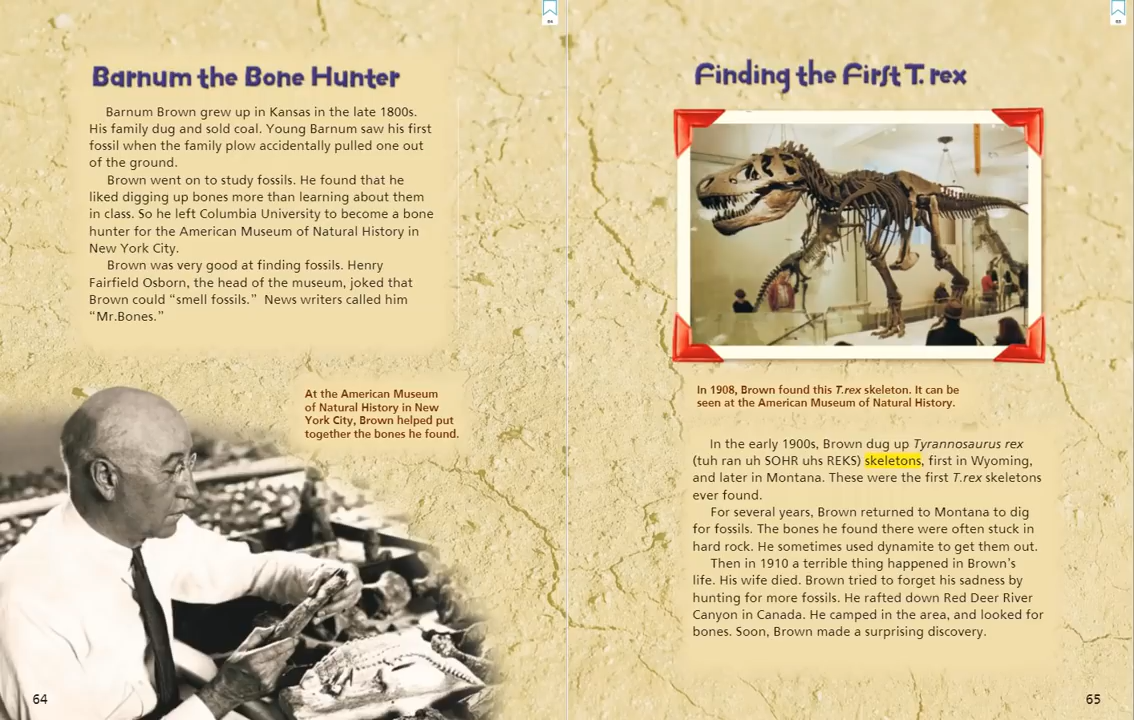 Barnum the Bone Hunter
Barnum Brown grew up in Kansas in the late 1800s.
His family dug and sold coal. Young Barnum saw his first
fossil when the family plow accidentally pulled one out
of the ground.
Brown went on to study fossils. He found that he
liked digging up bones more than learning about them
in class. So he left Columbia University to become a bone
hunter for the American Museum of Natural History in
New York City.
Brown was very good at finding fossils. Henry
Fairfield Osborn, the head of the museum, joked that
Brown could “smell fossils.” News writers called him
“Mr.Bones.”
At the American Museum
of Natural History in New
York City, Brown helped put
together the bones he found.
64
Finding the First T. rex
In 1908, Brown found this T.rex skeleton. It can be
seen at the American Museum of Natural History.
In the early 1900s, Brown dug up Tyrannosaurus rex
(tuh ran uh SOHR uhs REKS) skeletons, first in Wyoming,
and later in Montana. These were the first T.rex skeletons
ever found.
For several years, Brown returned to Montana to dig
for fossils. The bones he found there were often stuck in
hard rock. He sometimes used dynamite to get them out.
Then in 1910 a terrible thing happened in Brown’s
life. His wife died. Brown tried to forget his sadness by
hunting for more fossils. He rafted down Red Deer River
Canyon in Canada. He camped in the area, and looked for
bones. Soon, Brown made a surprising discovery.
65